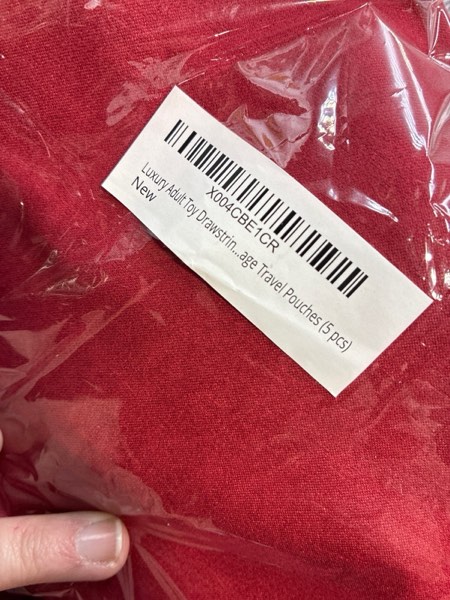 X004CBE1CR
Luxury Adult Toy Drawstrin...age Travel Pouches (5 pcs)
New